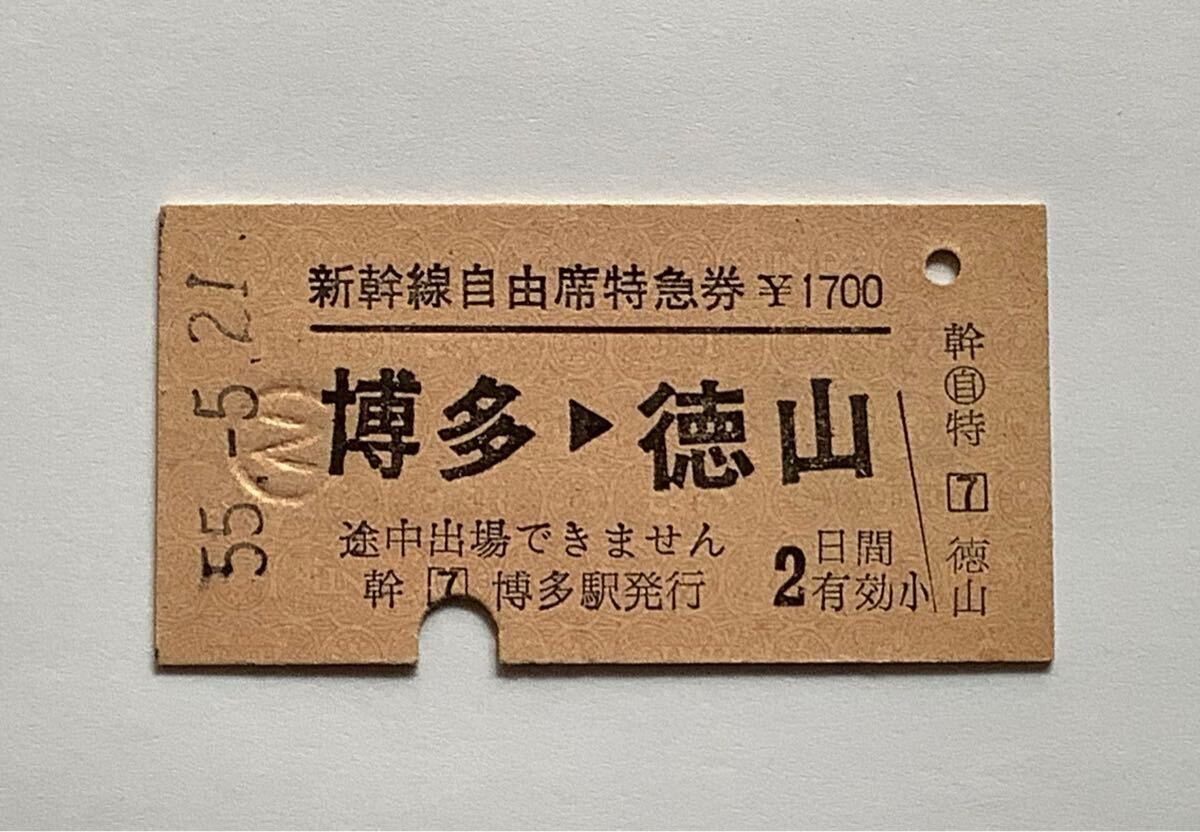 新幹線自由席特急券 ¥1700
博多▶徳山
途中出場できません
幹 7 博多駅発行
2日間有効
小
幹自特 7 徳山
55.-5.21